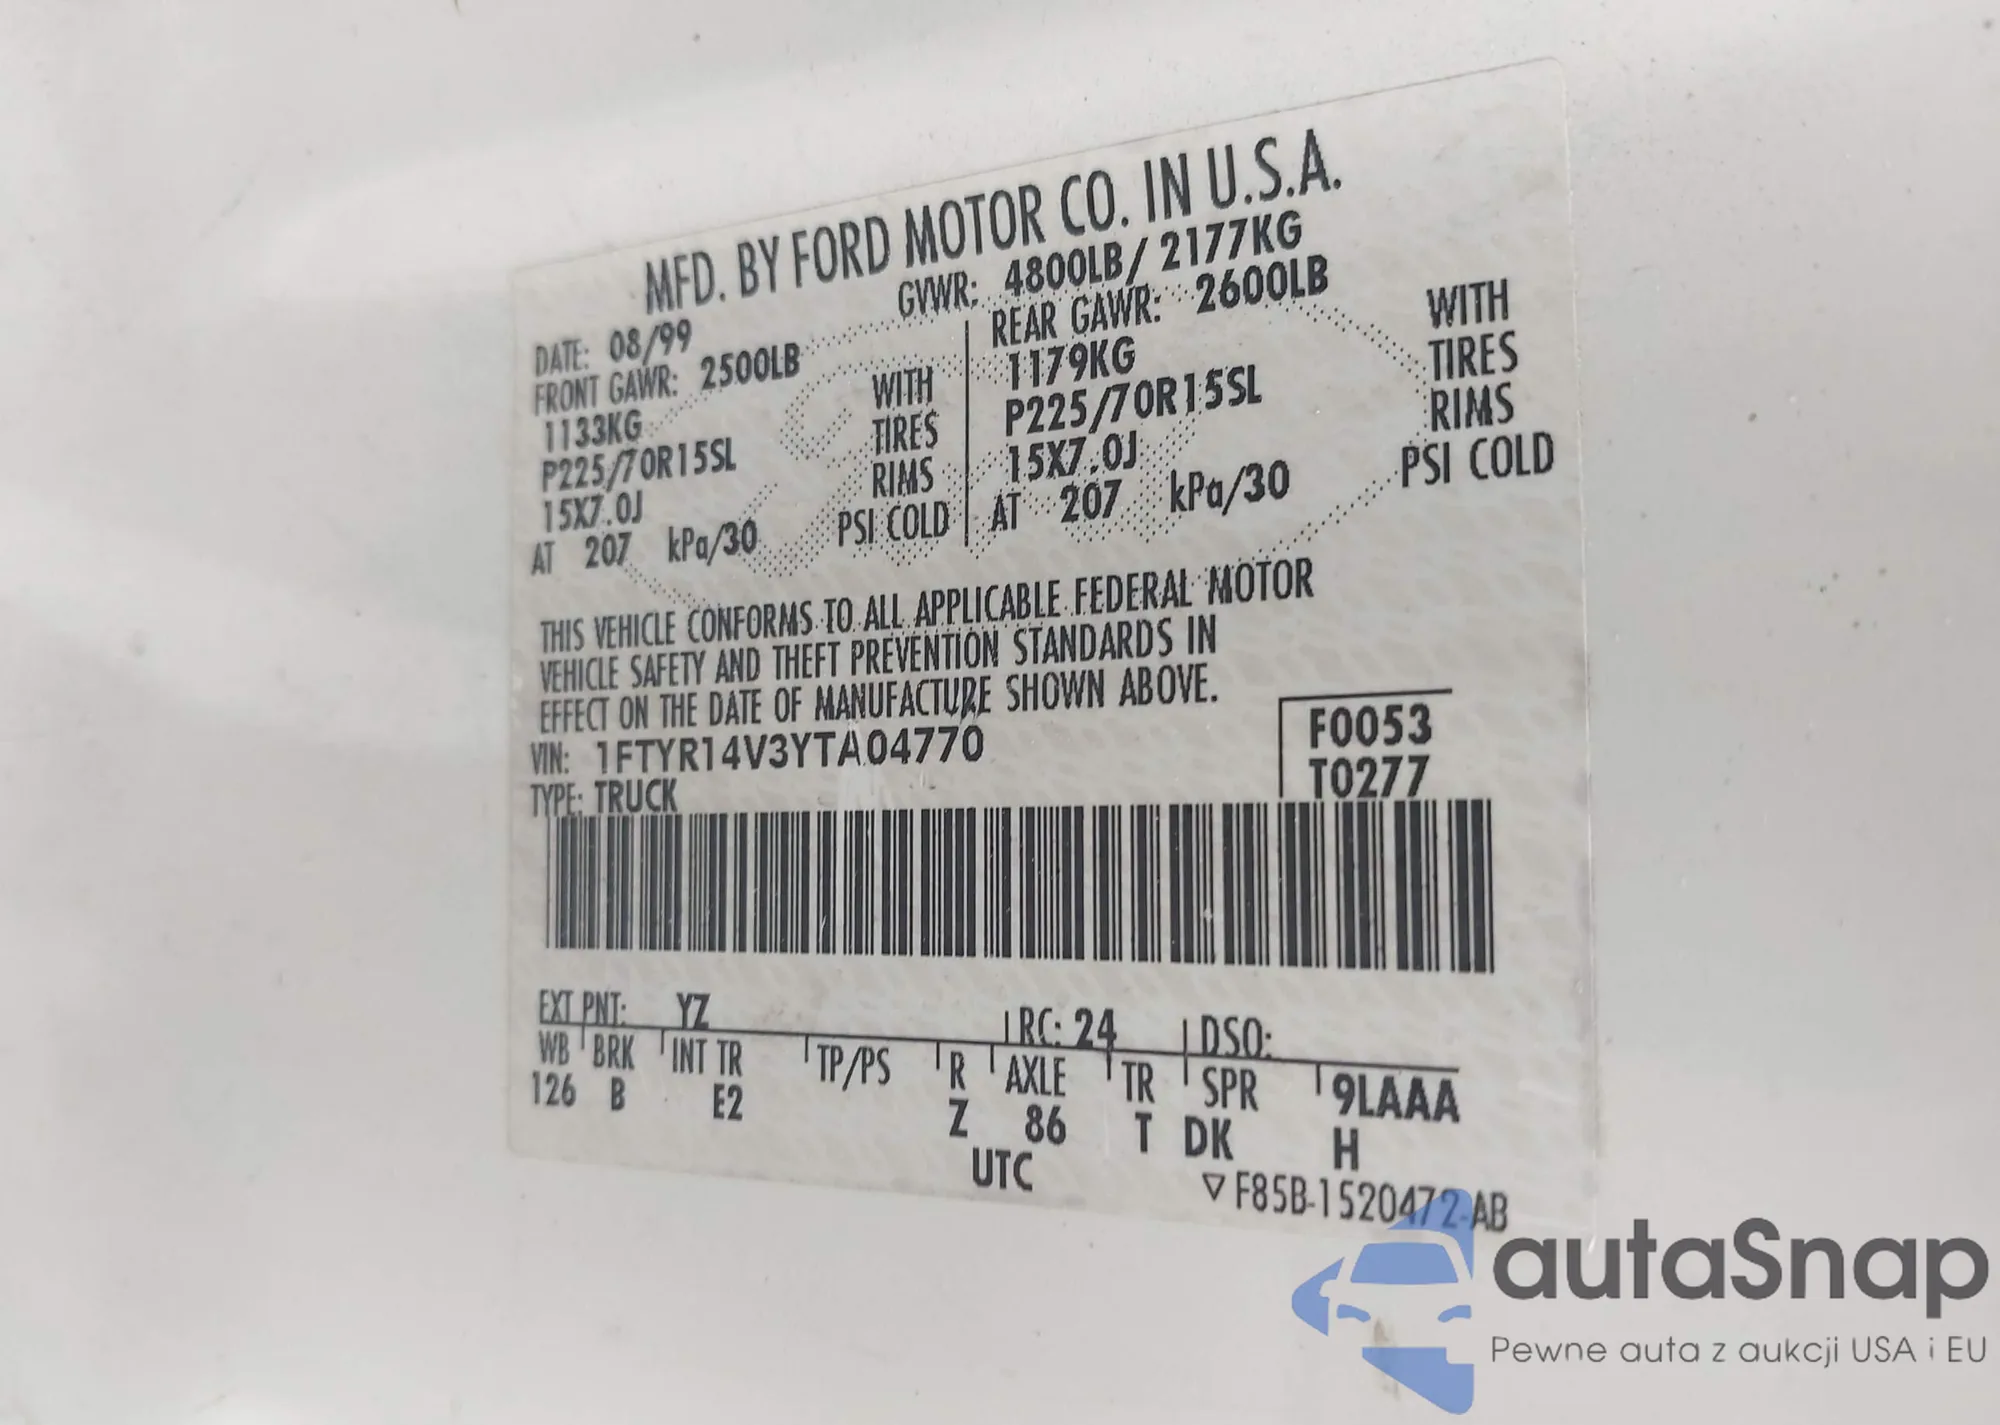 MFD. BY FORD MOTOR CO. IN U.S.A.
DATE: 08/99 GVWR: 4800LB/ 2177KG
FRONT GAWR: 2500LB REAR GAWR: 2600LB
1133KG WITH 1179KG WITH
P225/70R15SL TIRES P225/70R15SL TIRES
15X7.0J RIMS 15X7.0J RIMS
AT 207 kPa/30 PSI COLD AT 207 kPa/30 PSI COLD
THIS VEHICLE CONFORMS TO ALL APPLICABLE FEDERAL MOTOR
VEHICLE SAFETY AND THEFT PREVENTION STANDARDS IN
EFFECT ON THE DATE OF MANUFACTURE SHOWN ABOVE.
VIN: 1FTYR14V3YTA04770 F0053
TYPE: TRUCK T0277
EXT PNT: YZ RC: 24 DSO:
WB BRK INT TR TP/PS R AXLE TR SPR 9LAAA
126 B E2 Z 86 T DK H
UTC ▽F85B-1520472-AB
autaSnap
Pewne auta z aukcji USA i EU